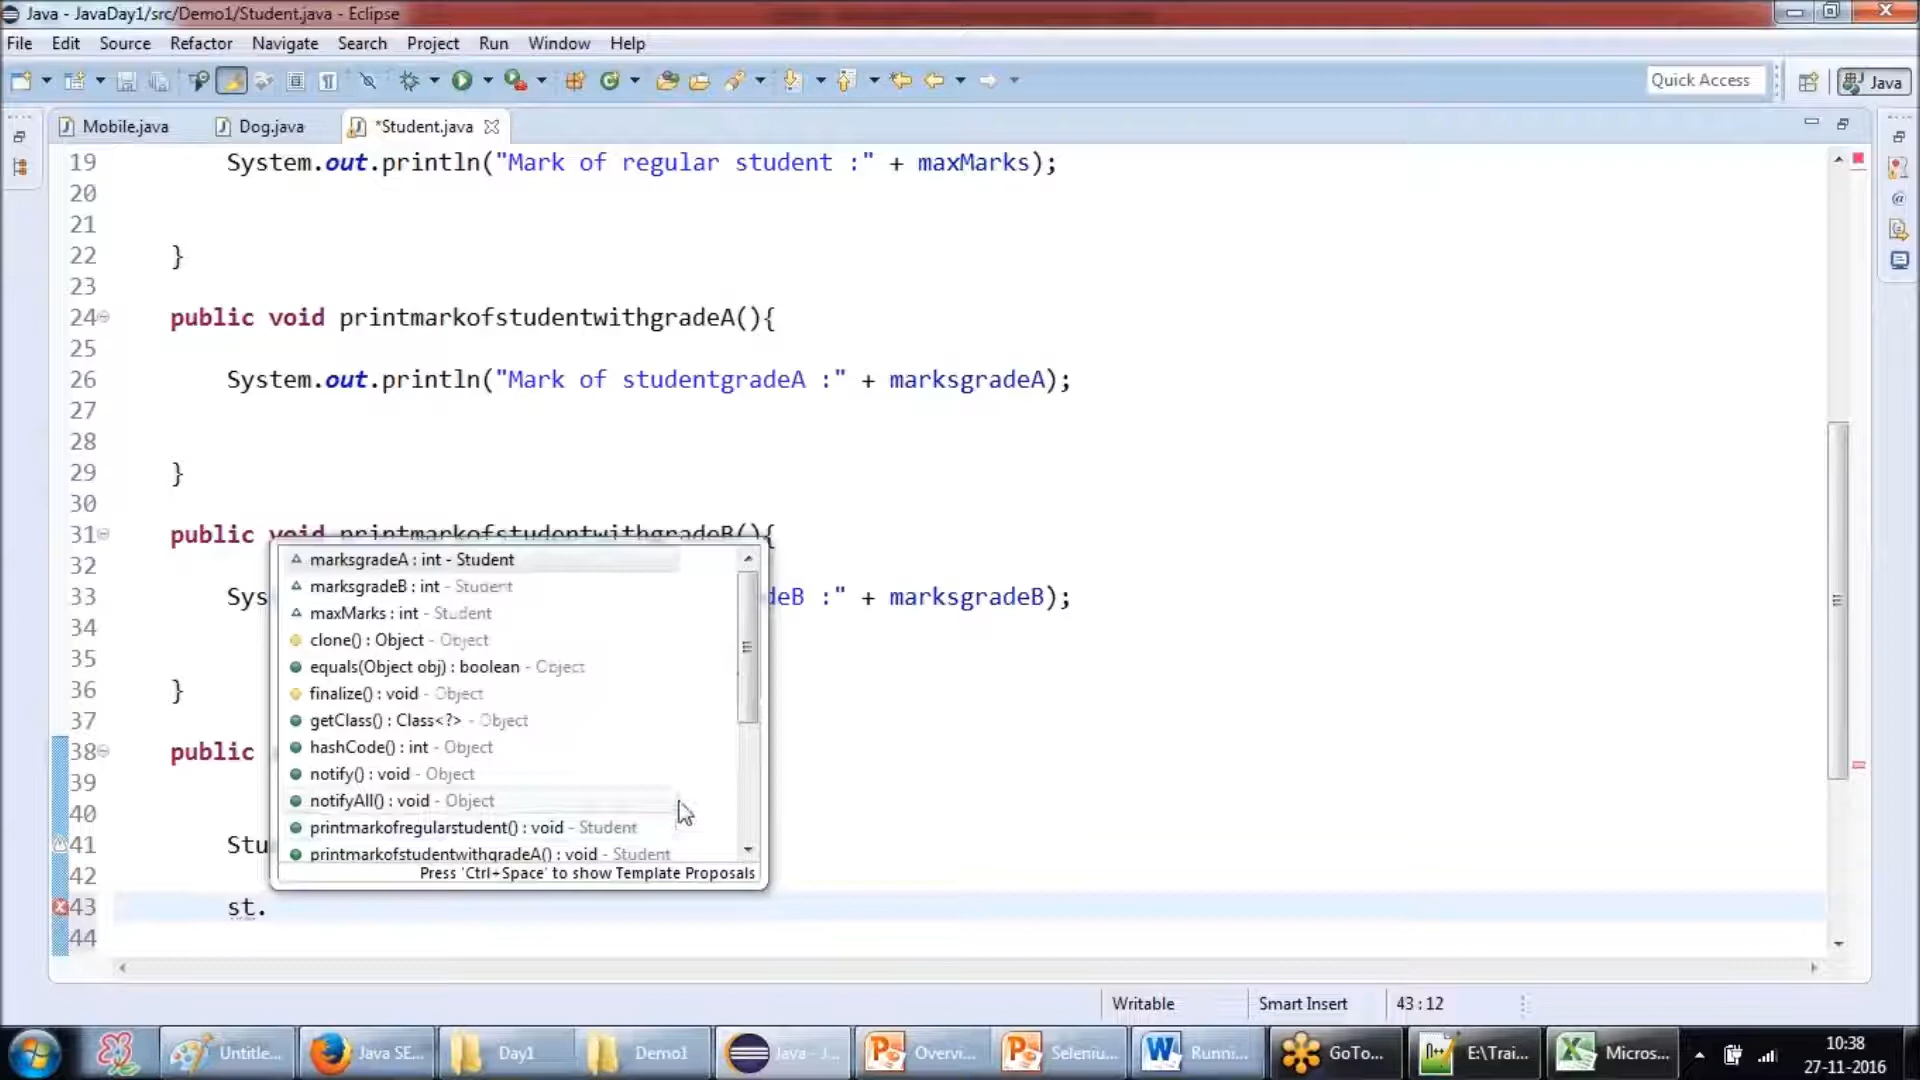 Java - JavaDay1/src/Demo1/Student.java - Eclipse
File Edit Source Refactor Navigate Search Project Run Window Help
Quick Access
Java
Mobile.java Dog.java *Student.java
19 System.out.println("Mark of regular student :" + maxMarks);
20
21
22 }
23
24 public void printmarkofstudentwithgradeA(){
25
26 System.out.println("Mark of studentgradeA :" + marksgradeA);
27
28
29 }
30
31 public void printmarkofstudentwithgradeB(){
32
33 Sys deB :" + marksgradeB);
34
35
36 }
37
38 public
39
40
41 Stu
42
43 st.
44
marksgradeA : int - Student
marksgradeB : int - Student
maxMarks : int - Student
clone() : Object - Object
equals(Object obj) : boolean - Object
finalize() : void - Object
getClass() : Class<?> - Object
hashCode() : int - Object
notify() : void - Object
notifyAll() : void - Object
printmarkofregularstudent() : void - Student
printmarkofstudentwithgradeA() : void - Student
Press 'Ctrl+Space' to show Template Proposals
Writable Smart Insert 43 : 12
Untitle... Java SE... Day1 Demo1 Java - J... Overvi... Seleniu... Runni... GoTo... E:\Trai... Micros...
10:38
27-11-2016